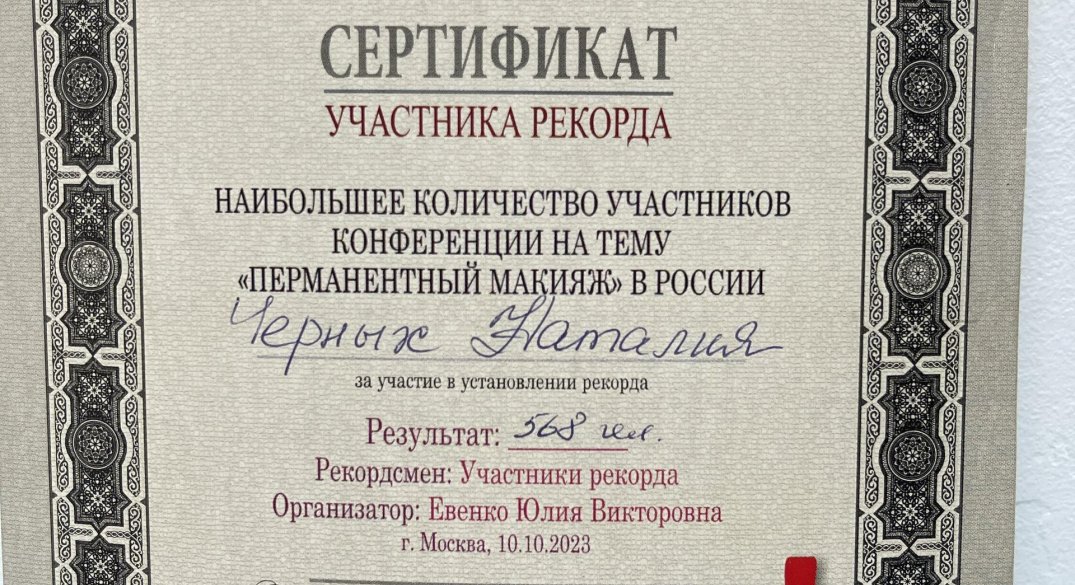 СЕРТИФИКАТ
УЧАСТНИКА РЕКОРДА
НАИБОЛЬШЕЕ КОЛИЧЕСТВО УЧАСТНИКОВ
КОНФЕРЕНЦИИ НА ТЕМУ
«ПЕРМАНЕНТНЫЙ МАКИЯЖ» В РОССИИ
Черных Наталия
за участие в установлении рекорда
Результат: 568 чел.
Рекордсмен: Участники рекорда
Организатор: Евенко Юлия Викторовна
г. Москва, 10.10.2023